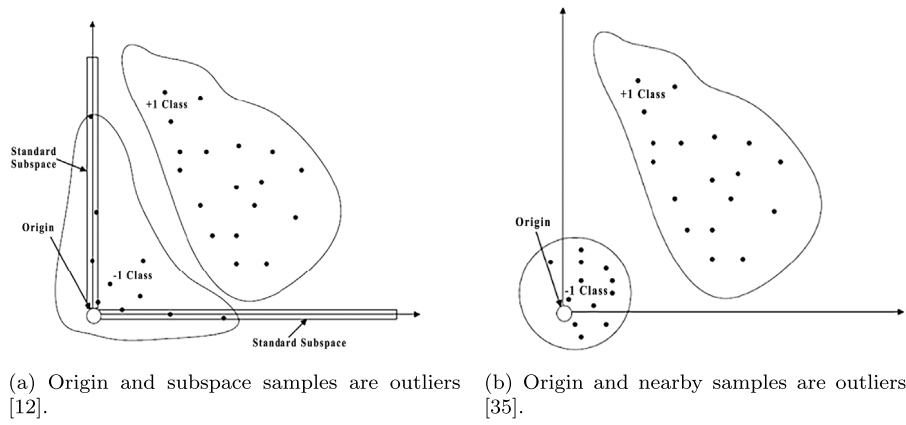 +1 Class
Standard
Subspace
Origin
-1 Class
Standard Subspace
+1 Class
Origin
-1 Class
(a) Origin and subspace samples are outliers
[12].
(b) Origin and nearby samples are outliers
[35].